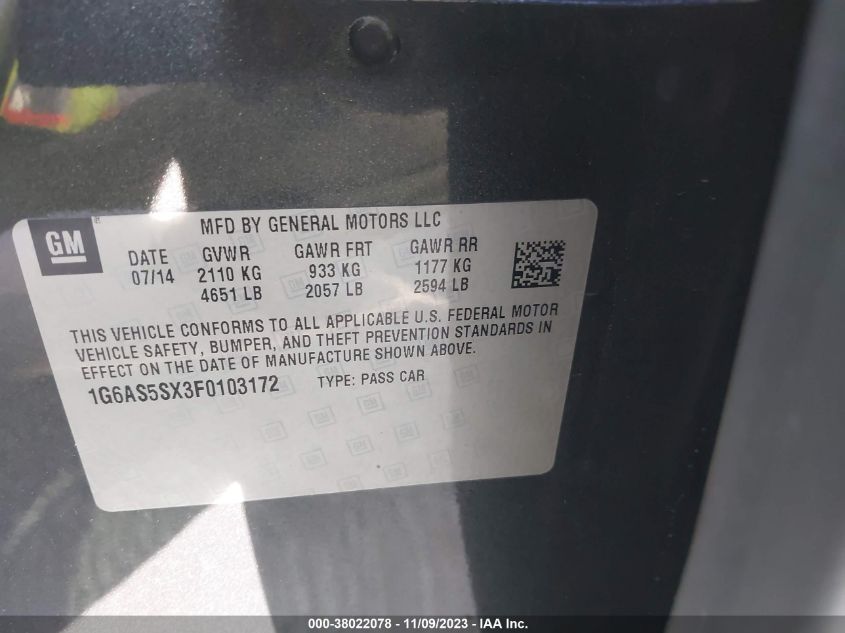 GM
MFD BY GENERAL MOTORS LLC
DATE GVWR GAWR FRT GAWR RR
07/14 2110 KG 933 KG 1177 KG
4651 LB 2057 LB 2594 LB
THIS VEHICLE CONFORMS TO ALL APPLICABLE U.S. FEDERAL MOTOR
VEHICLE SAFETY, BUMPER, AND THEFT PREVENTION STANDARDS IN
EFFECT ON THE DATE OF MANUFACTURE SHOWN ABOVE.
1G6AS5SX3F0103172 TYPE: PASS CAR
000-38022078 - 11/09/2023 - IAA Inc.